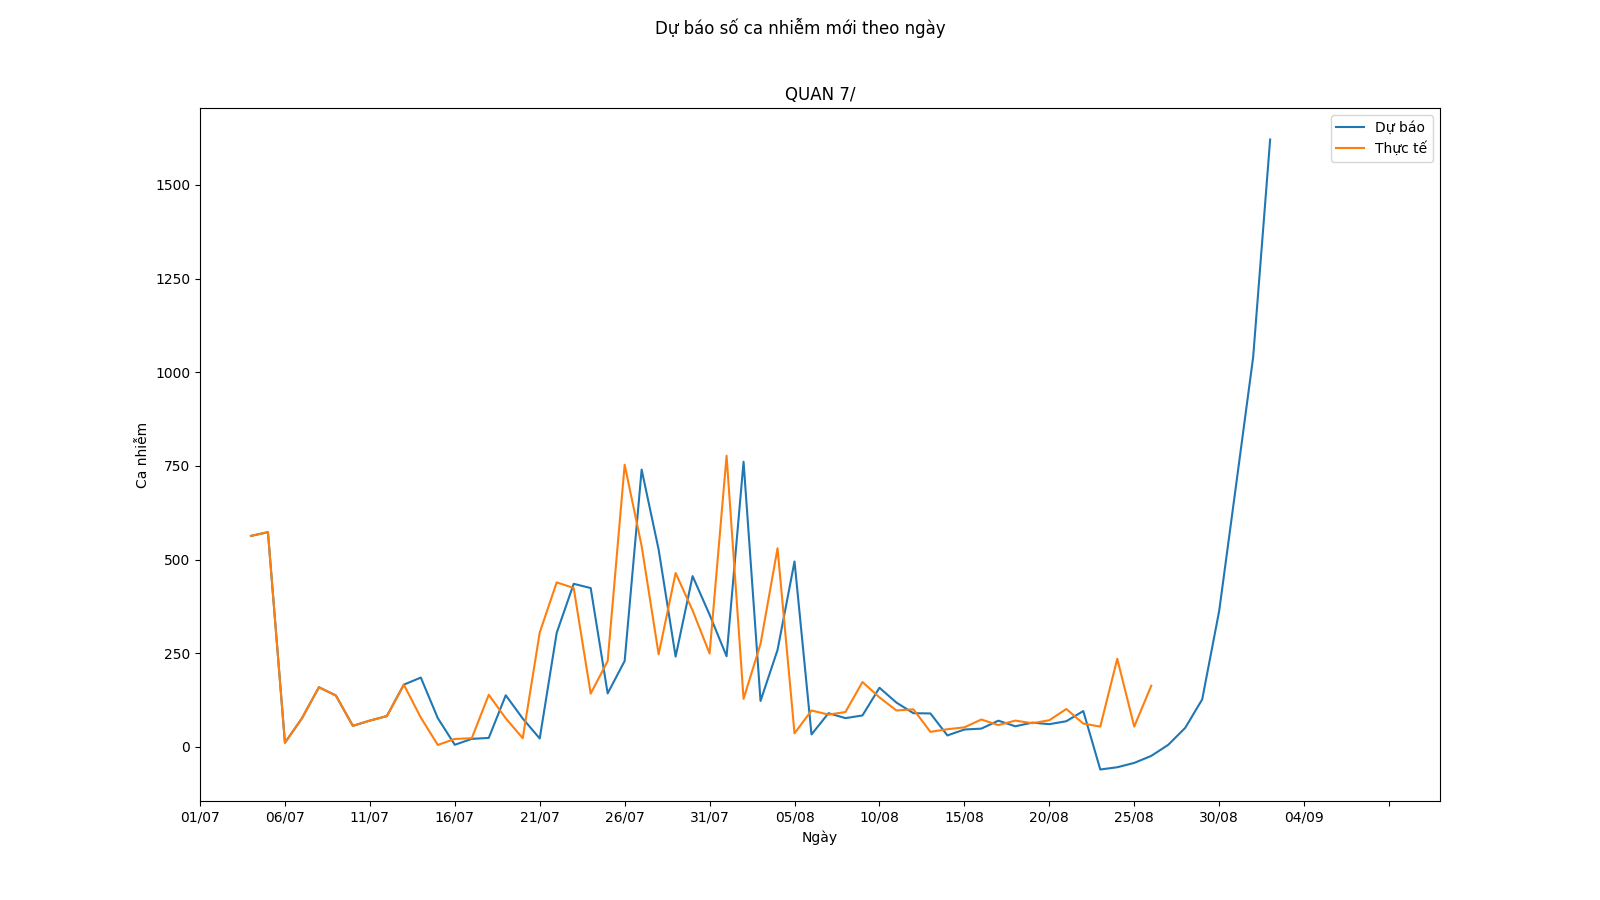 Dự báo số ca nhiễm mới theo ngày
QUAN 7/
Dự báo
Thực tế
1500
1250
1000
750
500
250
0
Ca nhiễm
01/07 06/07 11/07 16/07 21/07 26/07 31/07 05/08 10/08 15/08 20/08 25/08 30/08 04/09
Ngày